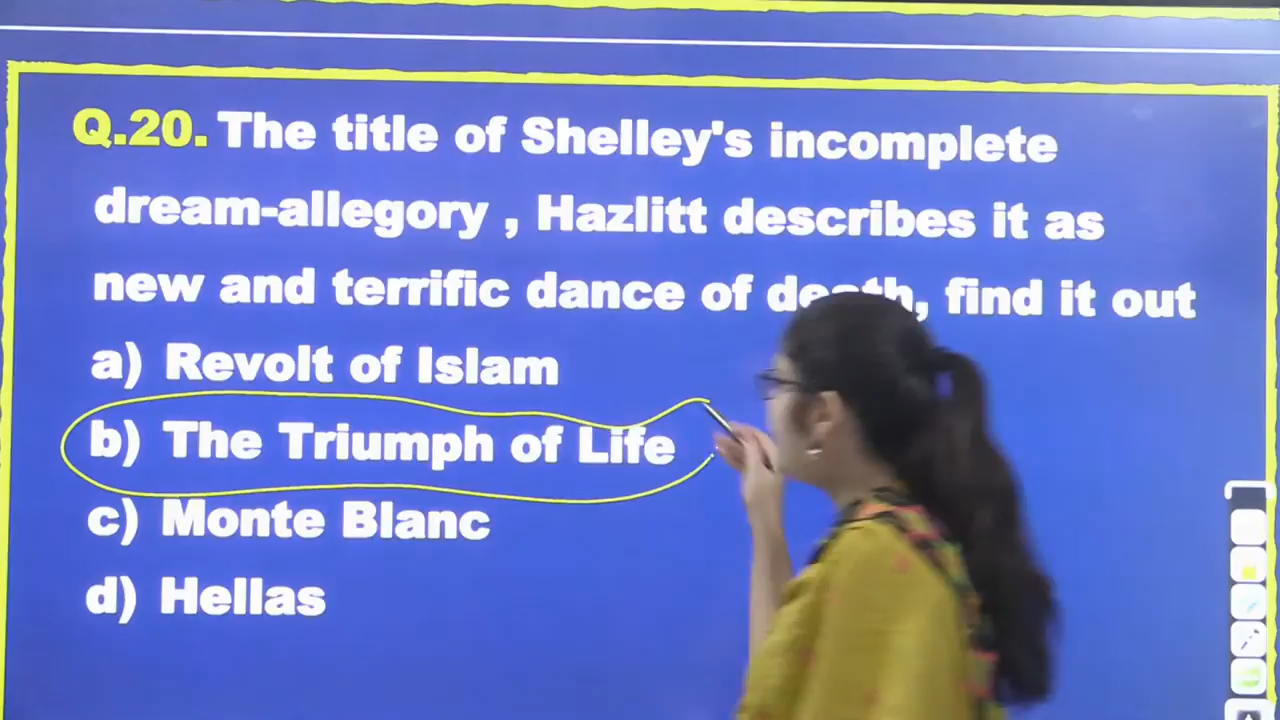 Q.20. The title of Shelley's incomplete
dream-allegory , Hazlitt describes it as
new and terrific dance of death, find it out
a) Revolt of Islam
b) The Triumph of Life
c) Monte Blanc
d) Hellas